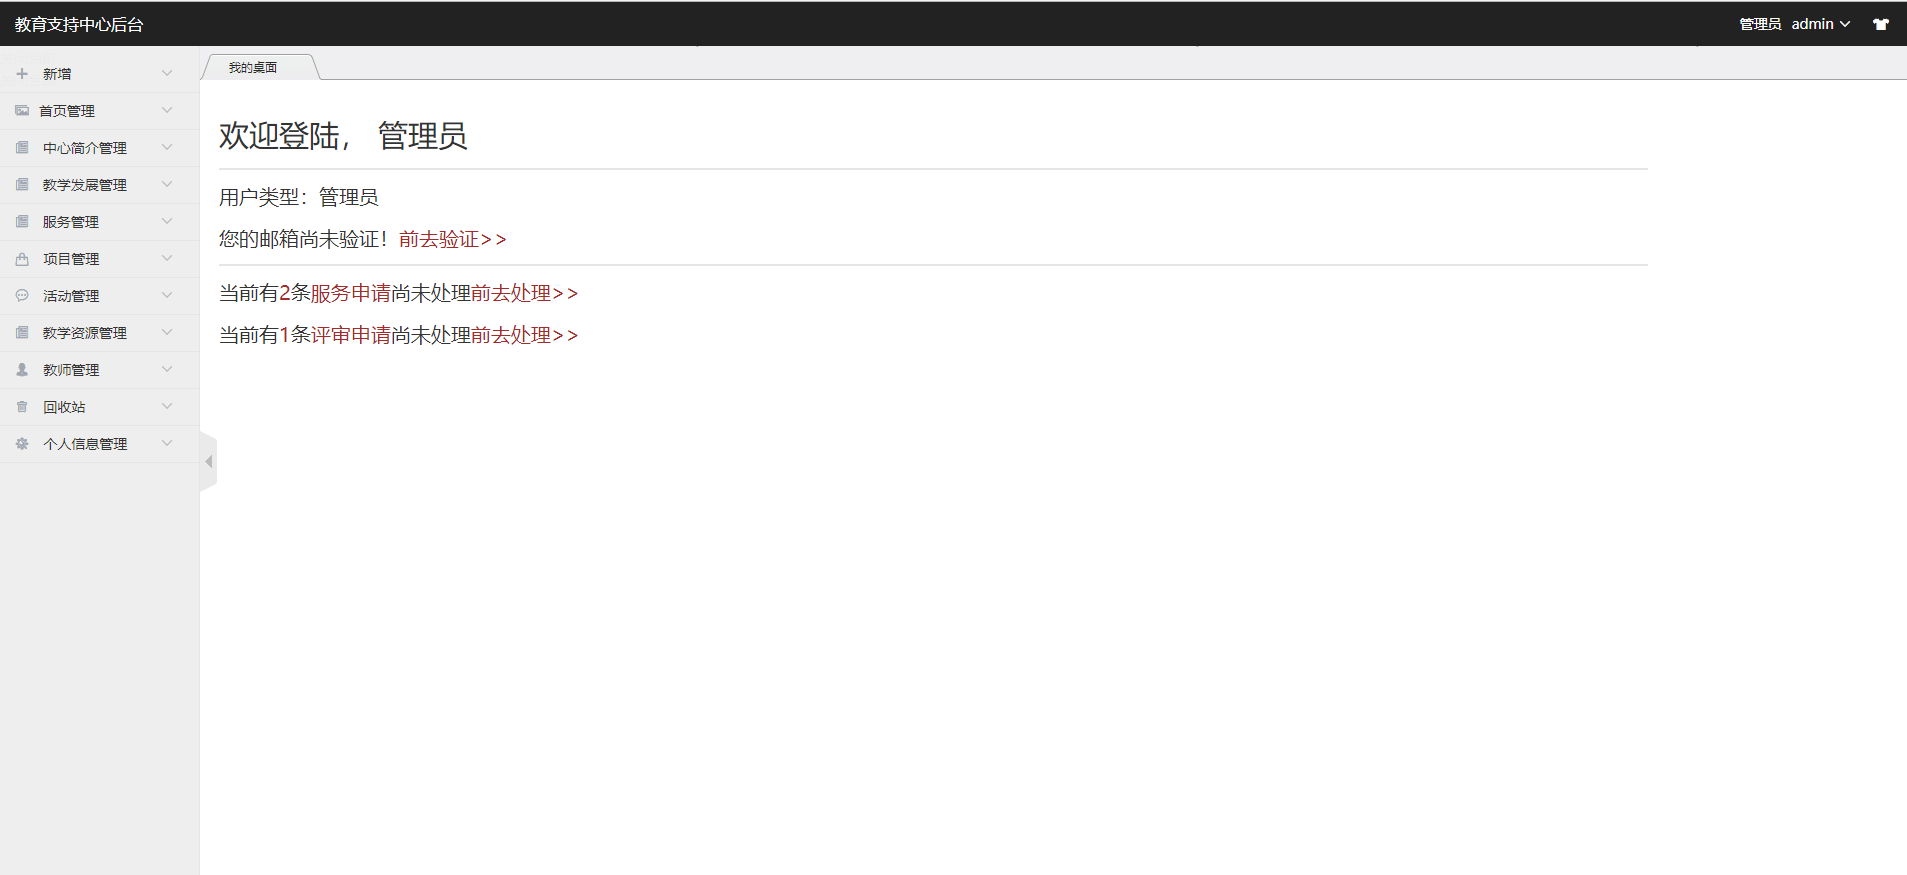 教育支持中心后台
管理员 admin
新增
首页管理
中心简介管理
教学发展管理
服务管理
项目管理
活动管理
教学资源管理
教师管理
回收站
个人信息管理
我的桌面
欢迎登陆， 管理员
用户类型：管理员
您的邮箱尚未验证！前去验证>>
当前有2条服务申请尚未处理前去处理>>
当前有1条评审申请尚未处理前去处理>>